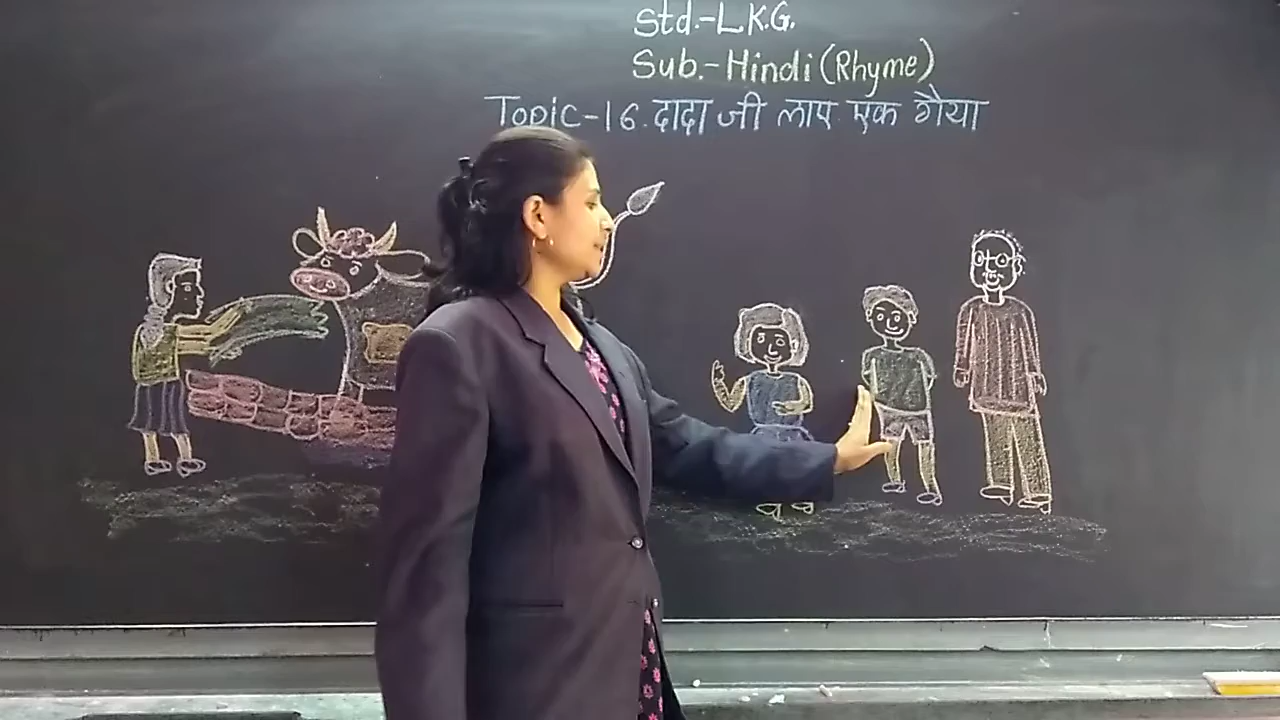 Std.-L.K.G.
Sub.-Hindi(Rhyme)
Topic-16.दादा जी लाए एक गैया